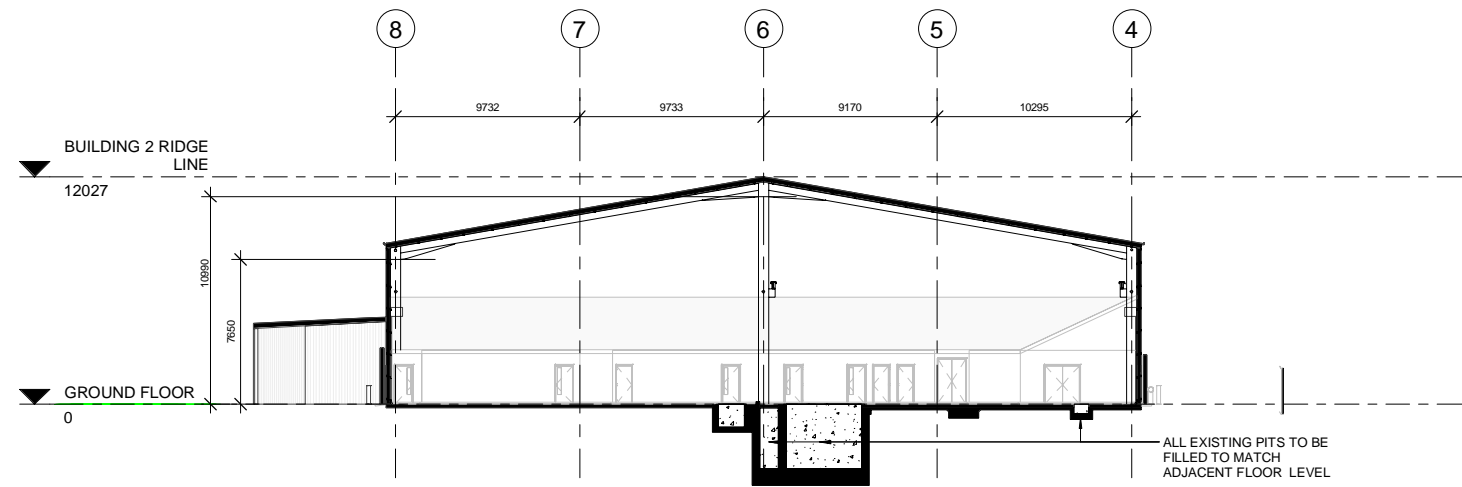 8
7
6
5
4
9732
9733
9170
10295
BUILDING 2 RIDGE
LINE
12027
10990
7650
GROUND FLOOR
0
ALL EXISTING PITS TO BE
FILLED TO MATCH
ADJACENT FLOOR LEVEL